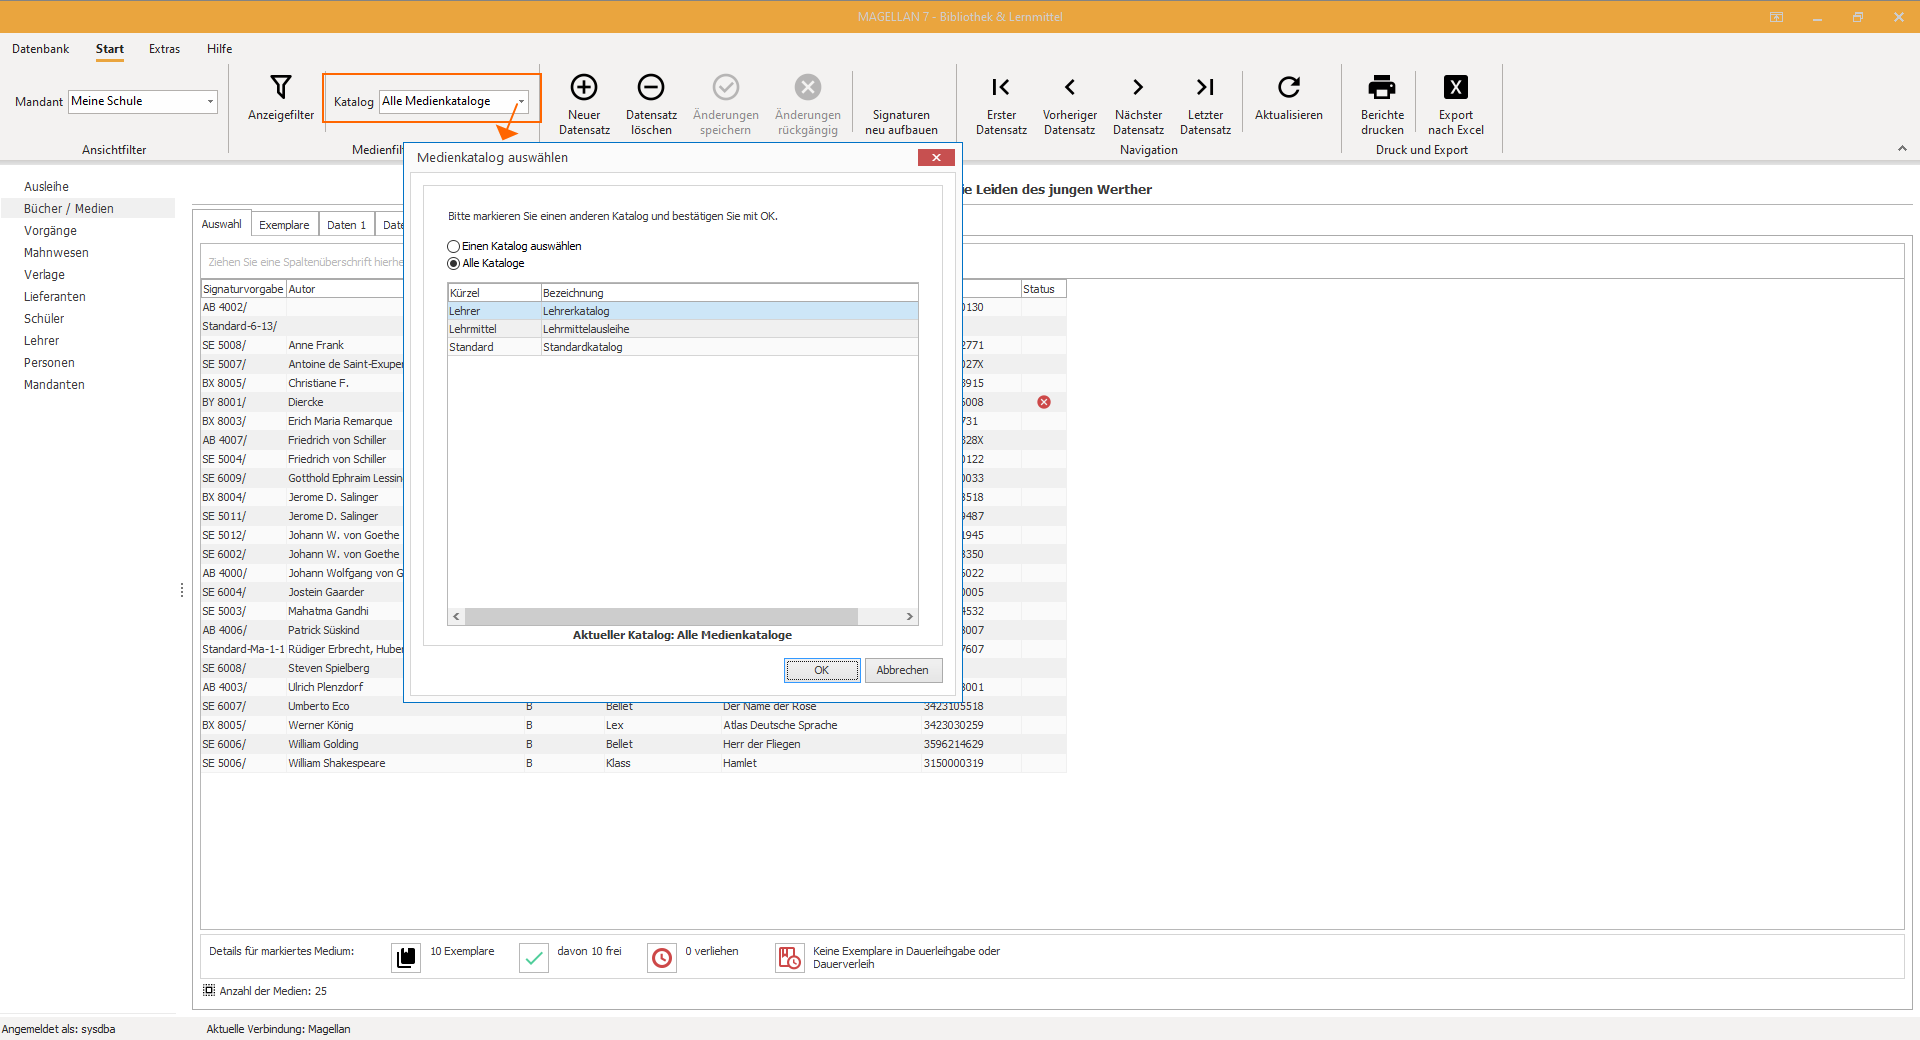 MAGELLAN 7 - Bibliothek & Lernmittel
Datenbank Start Extras Hilfe
Mandant Meine Schule
Anzeigefilter
Katalog Alle Medienkataloge
Neuer Datensatz
Datensatz löschen
Änderungen speichern
Änderungen rückgängig
Signaturen neu aufbauen
Erster Datensatz
Vorheriger Datensatz
Nächster Datensatz
Letzter Datensatz
Aktualisieren
Berichte drucken
Export nach Excel
Ansichtfilter Navigation Druck und Export
Medienkatalog auswählen
Bitte markieren Sie einen anderen Katalog und bestätigen Sie mit OK.
Einen Katalog auswählen
Alle Kataloge
Kürzel Bezeichnung
Lehrer Lehrerkatalog
Lehrmittel Lehrmittelausleihe
Standard Standardkatalog
Aktueller Katalog: Alle Medienkataloge
OK Abbrechen
Ausleihe
Bücher / Medien
Vorgänge
Mahnwesen
Verlage
Lieferanten
Schüler
Lehrer
Personen
Mandanten
Leiden des jungen Werther
Auswahl Exemplare Daten 1
Ziehen Sie eine Spaltenüberschrift
Signaturvorgabe Autor Status
AB 4002/ 0130
Standard-6-13/
SE 5008/ Anne Frank 2771
SE 5007/ Antoine de Saint-Exuper 027X
BX 8005/ Christiane F. 8915
BY 8001/ Diercke 5008
BX 8003/ Erich Maria Remarque 731
AB 4007/ Friedrich von Schiller 328X
SE 5004/ Friedrich von Schiller 0122
SE 6009/ Gotthold Ephraim Lessin 0033
BX 8004/ Jerome D. Salinger 3518
SE 5011/ Jerome D. Salinger 9487
SE 5012/ Johann W. von Goethe 1945
SE 6002/ Johann W. von Goethe 3350
AB 4000/ Johann Wolfgang von G 5022
SE 6004/ Jostein Gaarder 0005
SE 5003/ Mahatma Gandhi 4532
AB 4006/ Patrick Süskind 3007
Standard-Ma-1-1 Rüdiger Erbrecht, Huber 7607
SE 6008/ Steven Spielberg
AB 4003/ Ulrich Plenzdorf 3001
SE 6007/ Umberto Eco B Bellet Der Name der Rose 3423105518
BX 8005/ Werner König B Lex Atlas Deutsche Sprache 3423030259
SE 6006/ William Golding B Bellet Herr der Fliegen 3596214629
SE 5006/ William Shakespeare B Klass Hamlet 3150000319
Details für markiertes Medium: 10 Exemplare davon 10 frei 0 verliehen Keine Exemplare in Dauerleihgabe oder
Dauerverleih
Anzahl der Medien: 25
Angemeldet als: sysdba Aktuelle Verbindung: Magellan